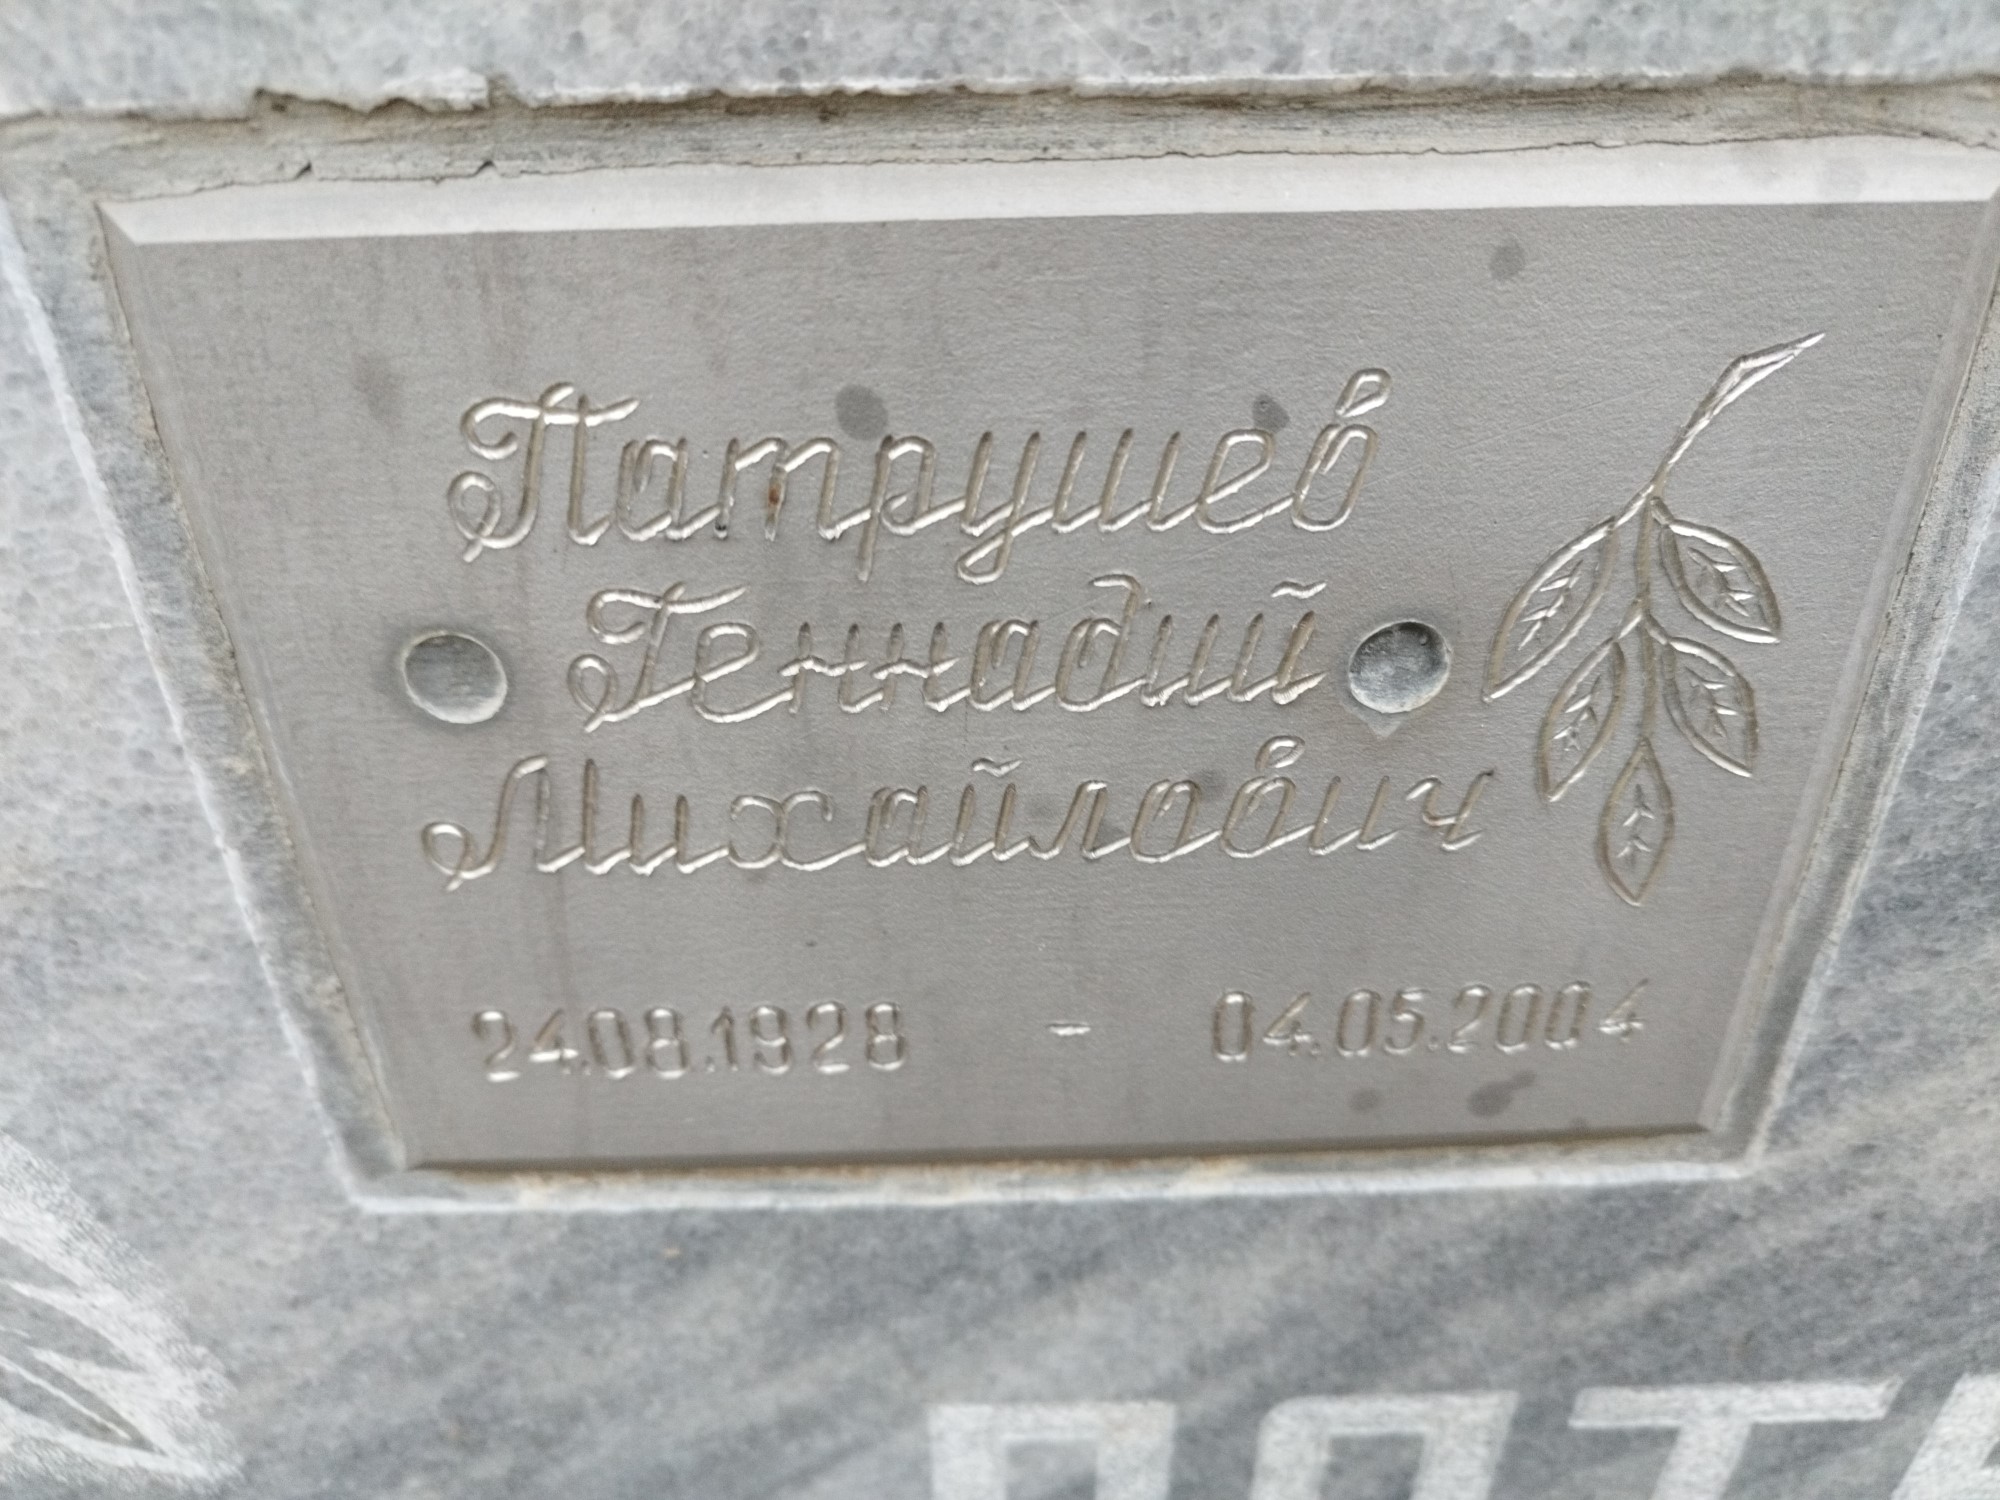 Патрушев
Геннадий
Михайлович
24.08.1928 - 04.05.2004